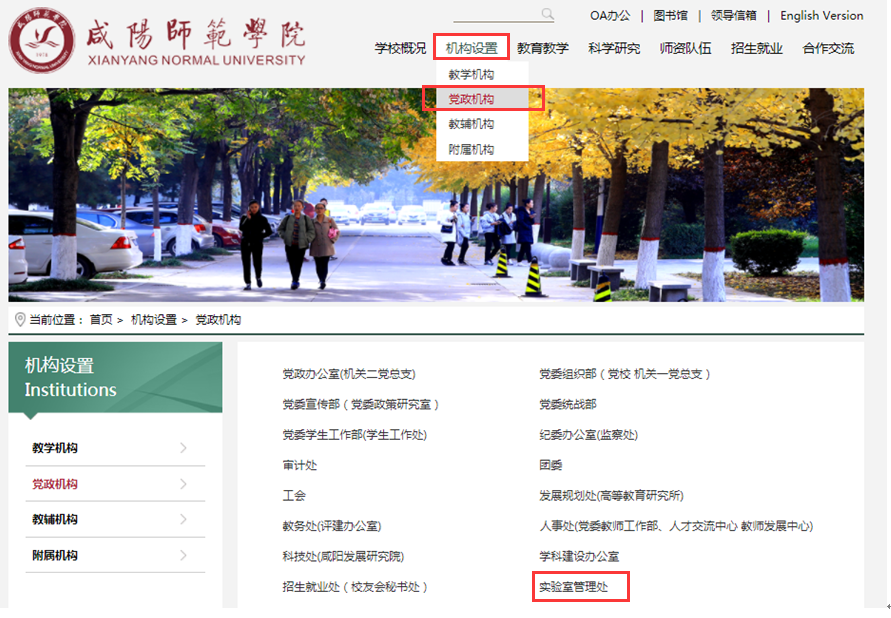 OA办公 | 图书馆 | 领导信箱 | English Version
咸陽師範學院
XIANYANG NORMAL UNIVERSITY
学校概况 机构设置 教育教学 科学研究 师资队伍 招生就业 合作交流
教学机构
党政机构
教辅机构
附属机构
当前位置： 首页 > 机构设置 > 党政机构
机构设置
Institutions
教学机构
党政机构
教辅机构
附属机构
党政办公室(机关二党总支) 党委组织部（党校 机关一党总支）
党委宣传部（党委政策研究室） 党委统战部
党委学生工作部(学生工作处) 纪委办公室(监察处)
审计处 团委
工会 发展规划处(高等教育研究所)
教务处(评建办公室) 人事处(党委教师工作部、人才交流中心 教师发展中心)
科技处(咸阳发展研究院) 学科建设办公室
招生就业处（校友会秘书处） 实验室管理处